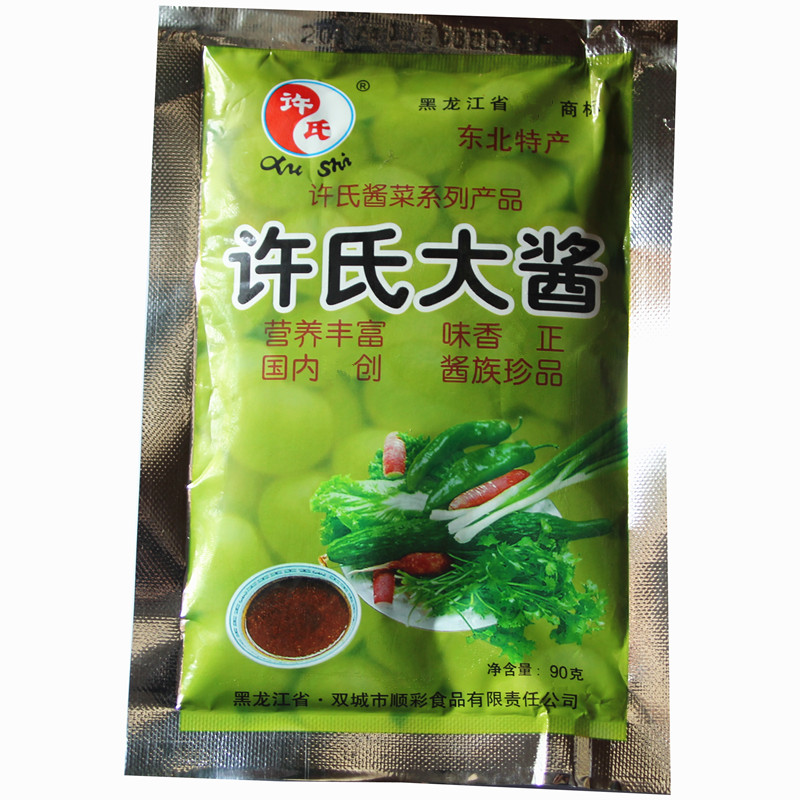 许氏
®
Xu Shi
黑龙江省 商标
东北特产
许氏酱菜系列产品
许氏大酱
营养丰富 味香 正
国内 创 酱族珍品
净含量：90克
黑龙江省·双城市顺彩食品有限责任公司